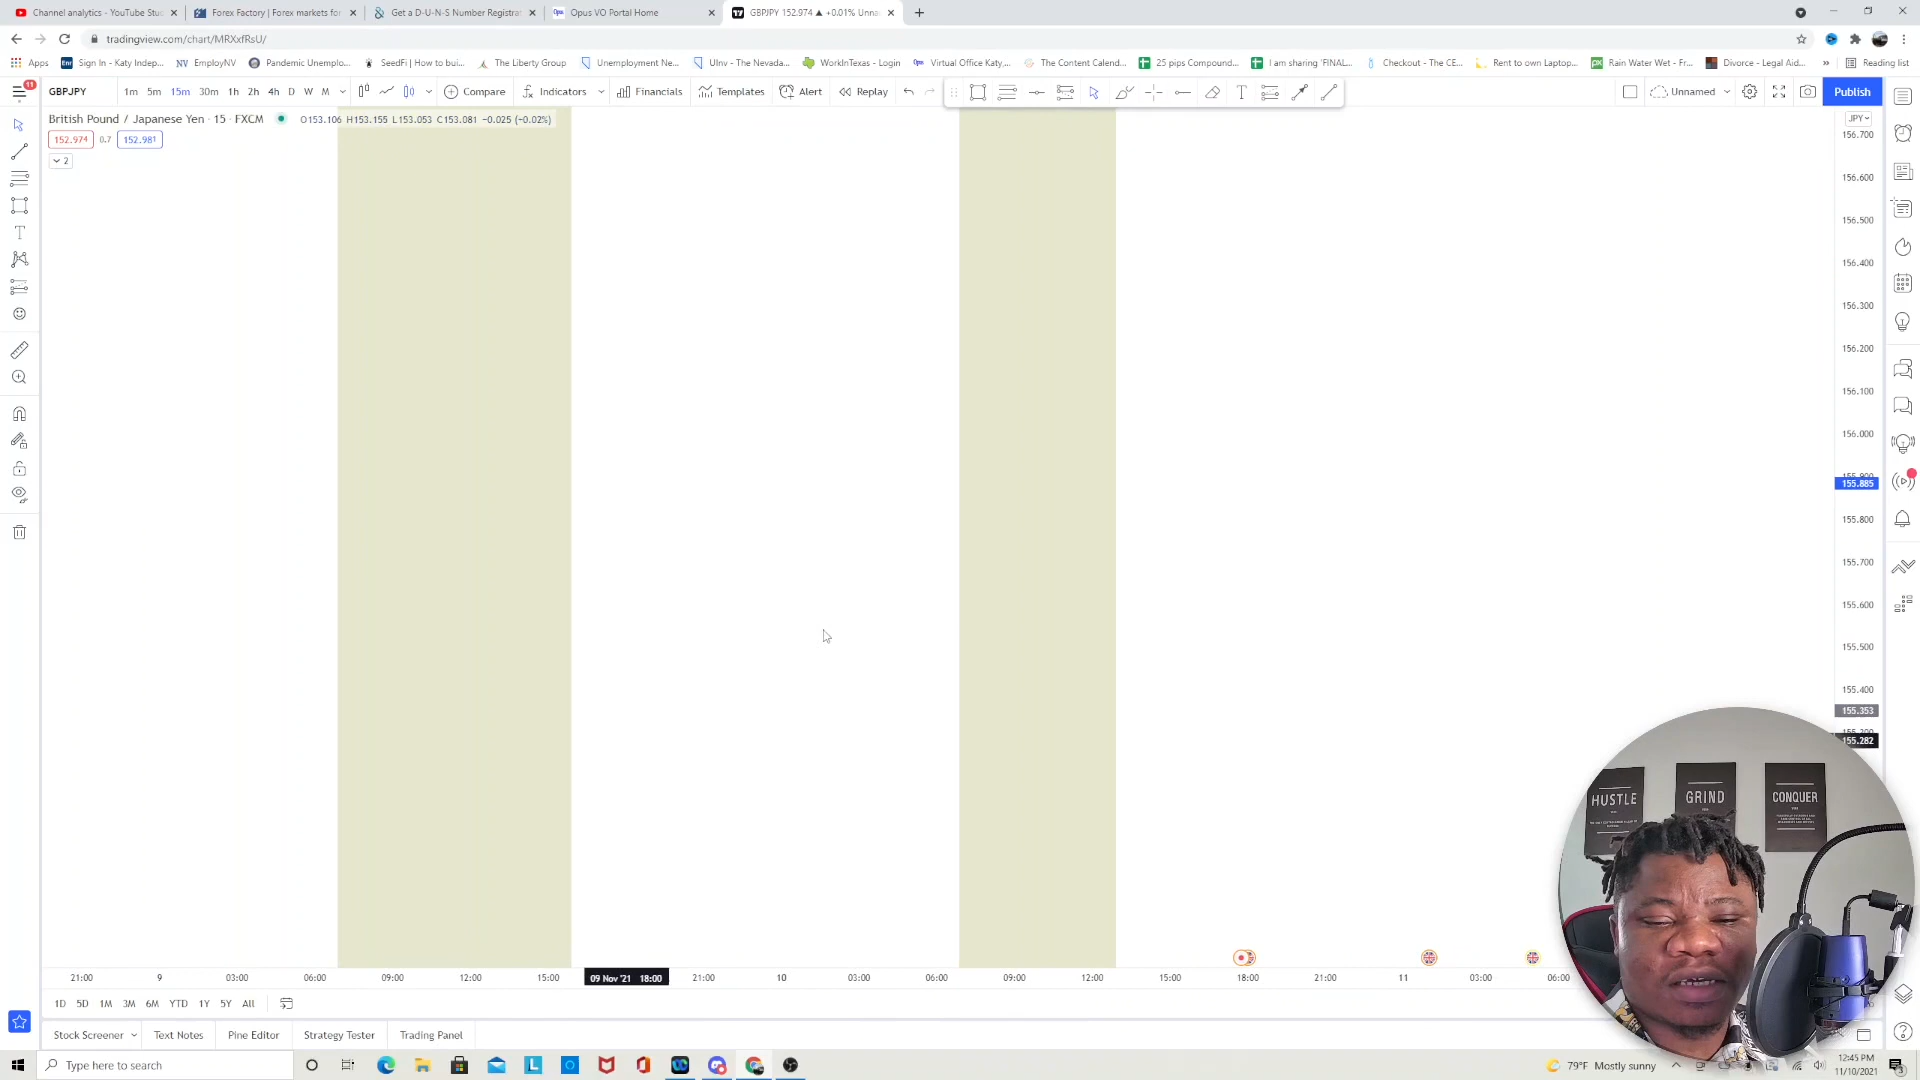 Channel analytics - YouTube Stud
Forex Factory | Forex markets for
Get a D-U-N-S Number Registrat
Opus VO Portal Home
GBPJPY 152.974 ▲ +0.01% Unna
tradingview.com/chart/MRXxfRsU/
Apps
Sign In - Katy Indep...
EmployNV
Pandemic Unemplo...
SeedFi | How to bui...
The Liberty Group
Unemployment Ne...
UInv - The Nevada...
WorkInTexas - Login
Virtual Office Katy,...
The Content Calend...
25 pips Compound...
I am sharing 'FINAL...
Checkout - The CE...
Rent to own Laptop...
Rain Water Wet - Fr...
Divorce - Legal Aid...
Reading list
11
GBPJPY
1m 5m 15m 30m 1h 2h 4h D W M
Compare
Indicators
Financials
Templates
Alert
Replay
Unnamed
Publish
British Pound / Japanese Yen · 15 · FXCM
O153.106 H153.155 L153.053 C153.081 −0.025 (−0.02%)
152.974 0.7 152.981
2
JPY
156.700
156.600
156.500
156.400
156.300
156.200
156.100
156.000
155.885
155.800
155.700
155.600
155.500
155.400
155.353
155.282
HUSTLE
GRIND
CONQUER
21:00 9 03:00 06:00 09:00 12:00 15:00 09 Nov '21 18:00 21:00 10 03:00 06:00 09:00 12:00 15:00 18:00 21:00 11 03:00 06:00
1D 5D 1M 3M 6M YTD 1Y 5Y All
Stock Screener
Text Notes
Pine Editor
Strategy Tester
Trading Panel
Type here to search
79°F Mostly sunny
12:45 PM
11/10/2021